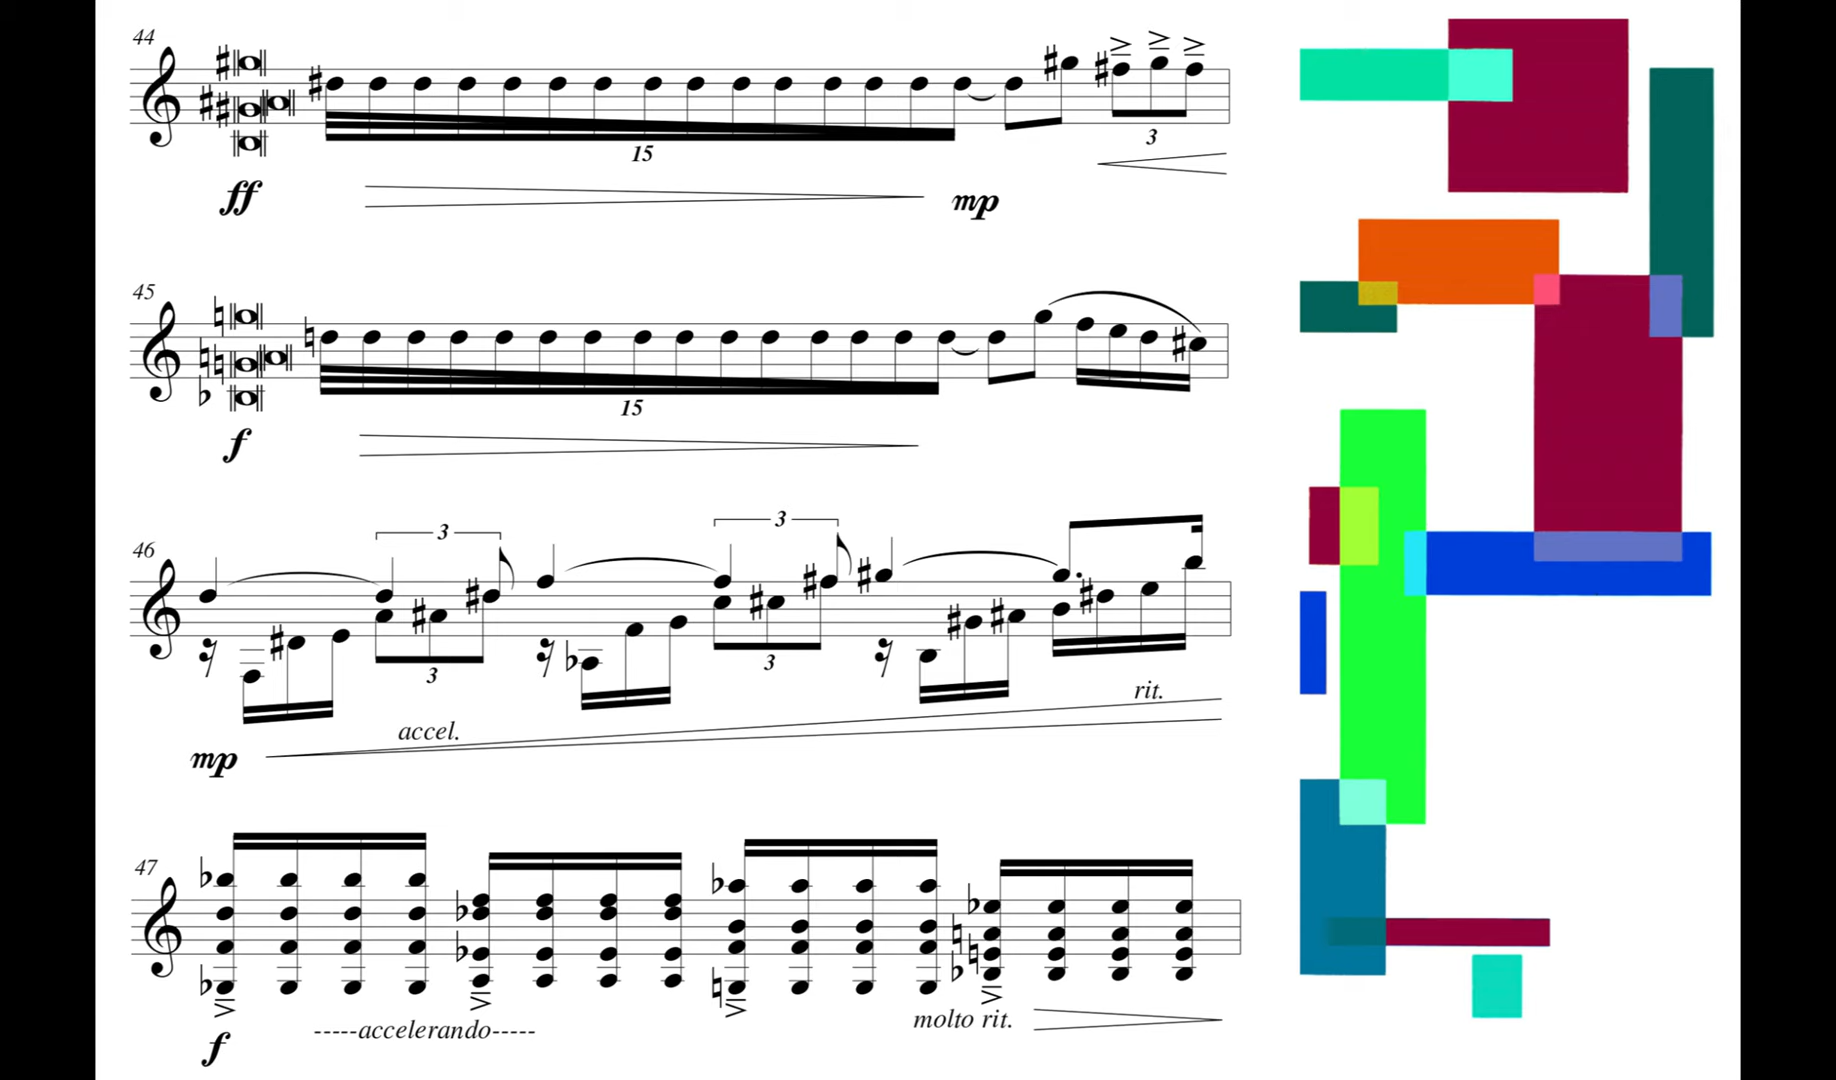 44
3
15
ff
mp
45
15
f
3
3
46
3
3
rit.
accel.
mp
47
molto rit.
-----accelerando-----
f